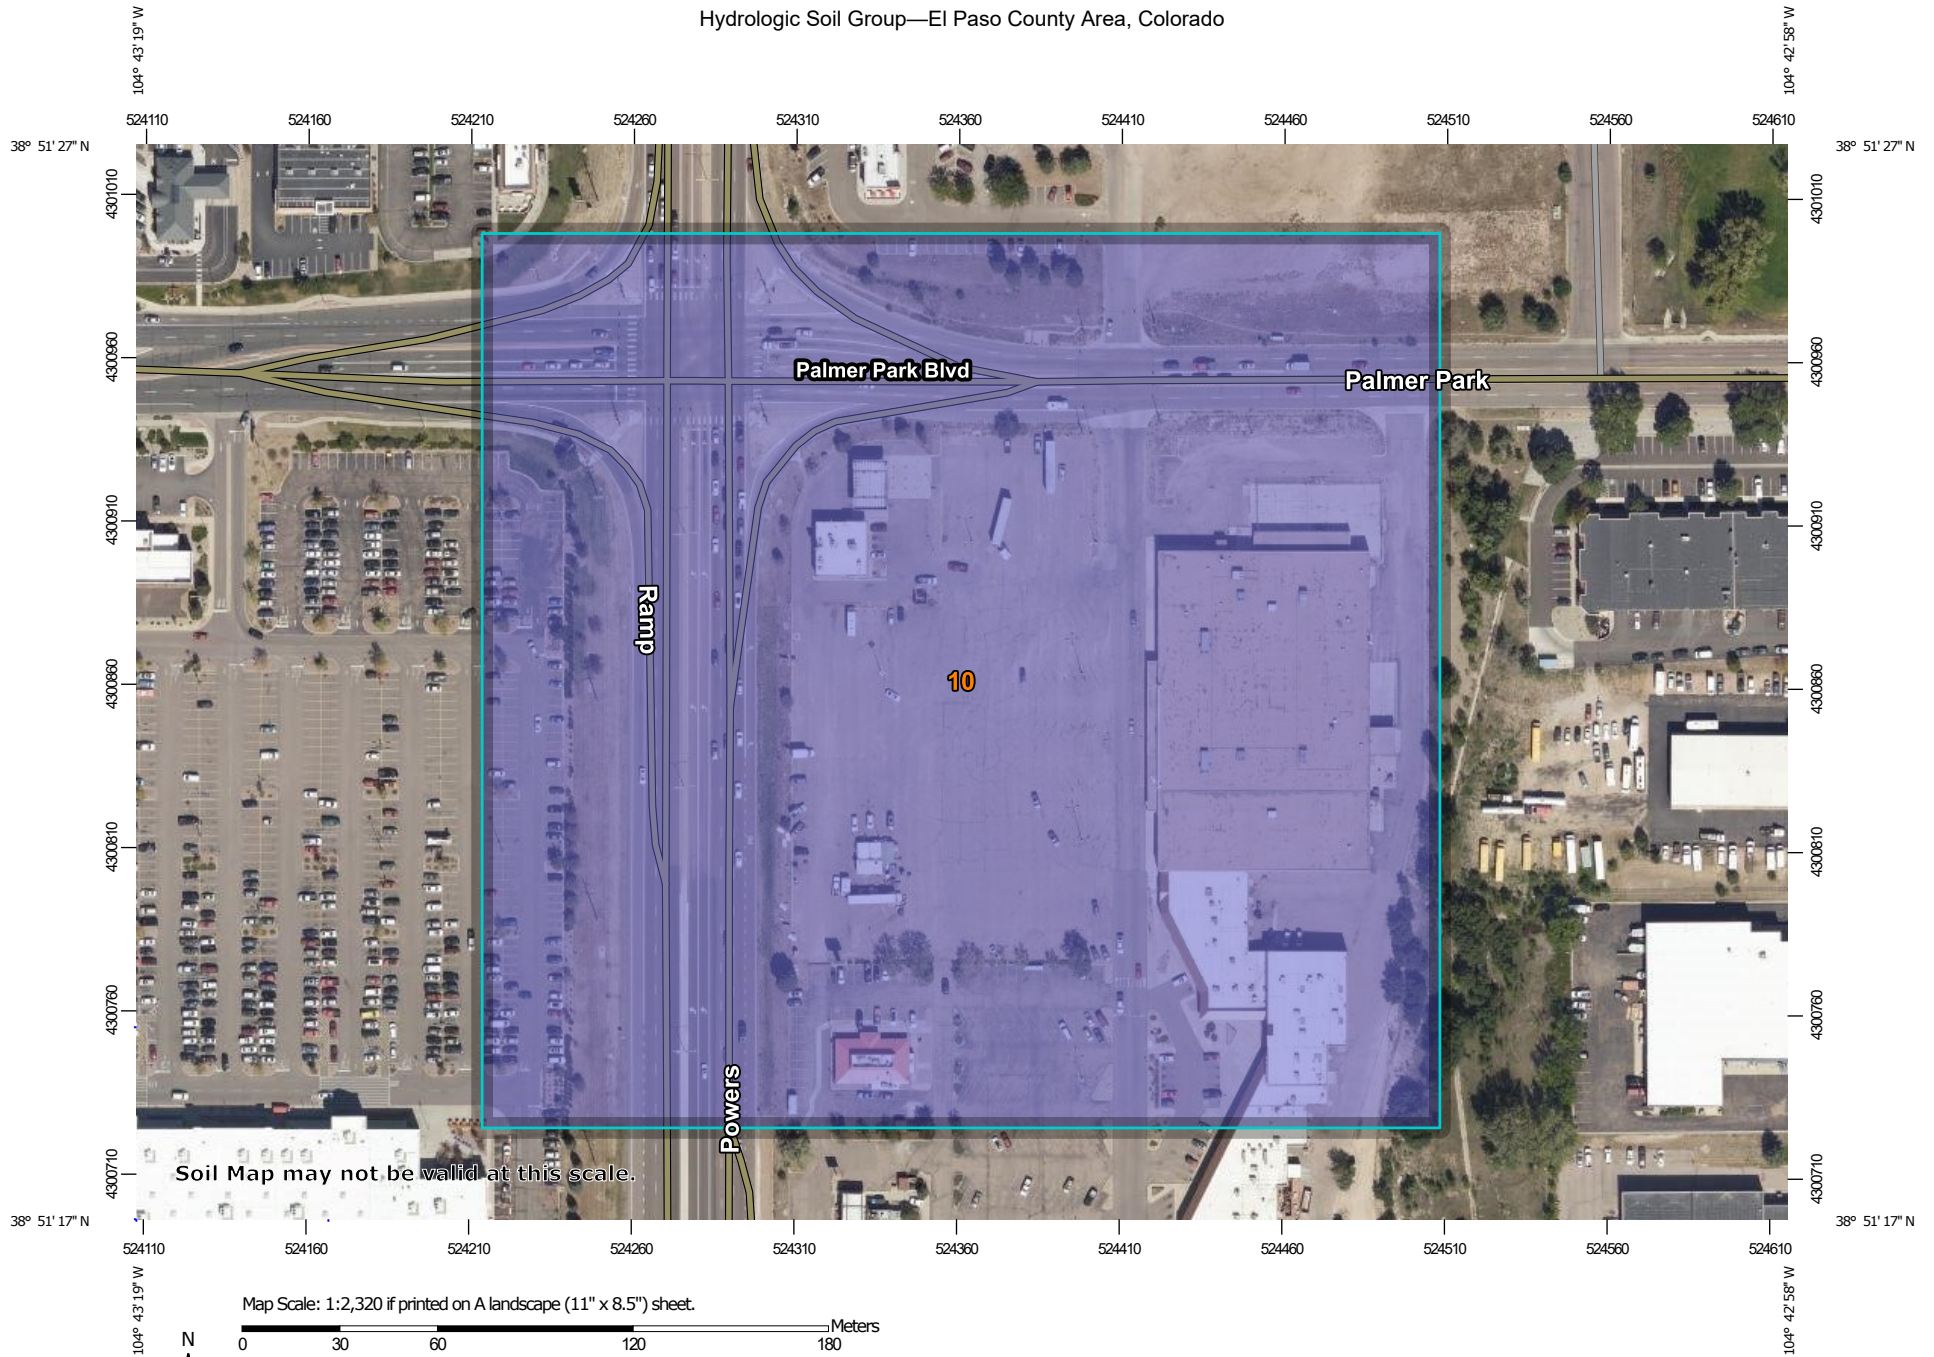 Hydrologic Soil Group—El Paso County Area, Colorado
104° 43' 19" W
104° 42' 58" W
524110 524160 524210 524260 524310 524360 524410 524460 524510 524560 524610
38° 51' 27" N
38° 51' 27" N
4301010
4301010
4300960
4300960
Palmer Park Blvd
Palmer Park
4300910
4300910
Ramp
4300860
4300860
10
4300810
4300810
4300760
4300760
Powers
4300710
4300710
Soil Map may not be valid at this scale.
38° 51' 17" N
38° 51' 17" N
524110 524160 524210 524260 524310 524360 524410 524460 524510 524560 524610
104° 43' 19" W
104° 42' 58" W
Map Scale: 1:2,320 if printed on A landscape (11" x 8.5") sheet.
Meters
N
0 30 60 120 180